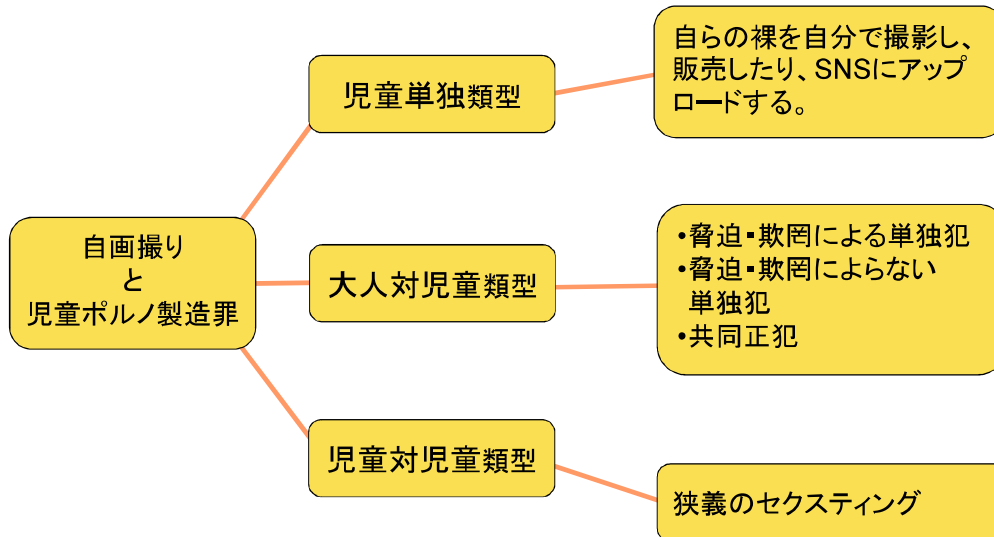 自画撮り
と
児童ポルノ製造罪
児童単独類型
自らの裸を自分で撮影し、
販売したり、SNSにアップ
ロードする。
大人対児童類型
•脅迫・欺罔による単独犯
•脅迫・欺罔によらない
単独犯
•共同正犯
児童対児童類型
狭義のセクスティング